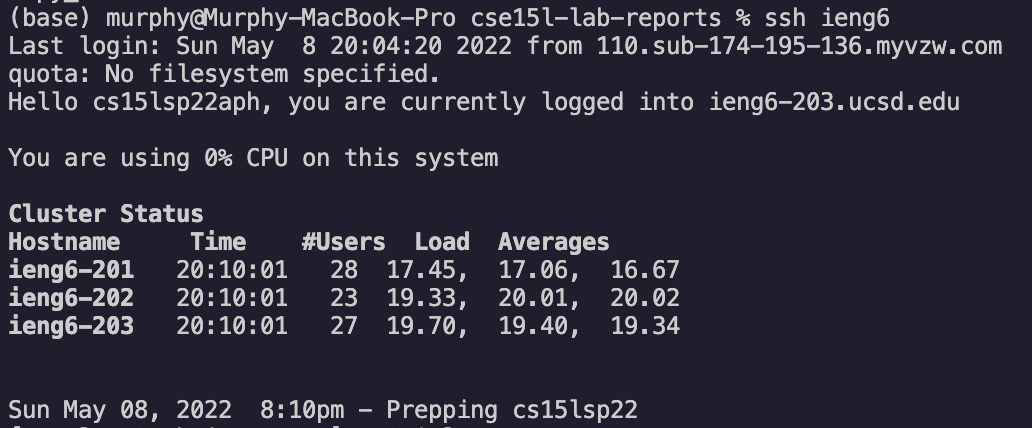 (base) murphy@Murphy-MacBook-Pro cse15l-lab-reports % ssh ieng6
Last login: Sun May  8 20:04:20 2022 from 110.sub-174-195-136.myvzw.com
quota: No filesystem specified.
Hello cs15lsp22aph, you are currently logged into ieng6-203.ucsd.edu
You are using 0% CPU on this system
Cluster Status
Hostname     Time    #Users  Load  Averages
ieng6-201   20:10:01   28  17.45,  17.06,  16.67
ieng6-202   20:10:01   23  19.33,  20.01,  20.02
ieng6-203   20:10:01   27  19.70,  19.40,  19.34
Sun May 08, 2022  8:10pm - Prepping cs15lsp22